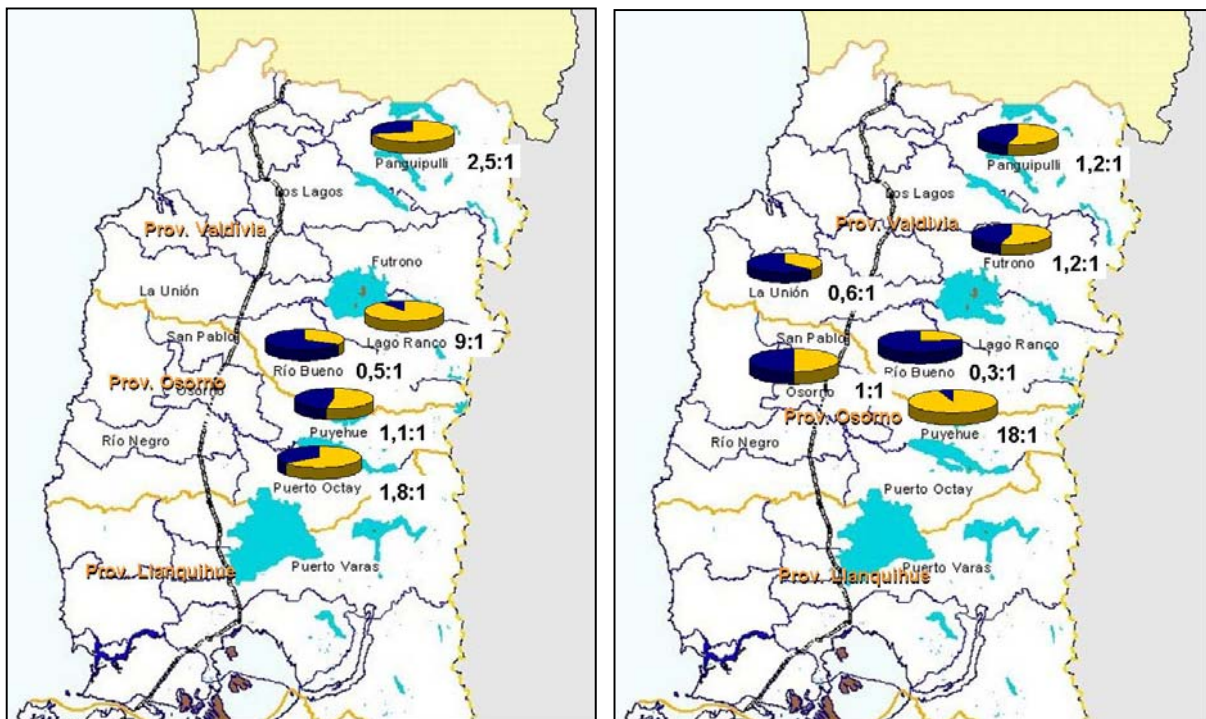 Panguipulli
2,5:1
Los Lagos
Prov. Valdivia
Futrono
La Unión
San Pablo
Lago Ranco
9:1
Río Bueno
0,5:1
Prov. Osorno
Osorno
Puyehue
1,1:1
Río Negro
Puerto Octay
1,8:1
Prov. Llanquihue
Puerto Varas
Panguipulli
1,2:1
Los Lagos
Prov. Valdivia
Futrono
1,2:1
La Unión
0,6:1
San Pablo
Lago Ranco
Río Bueno
0,3:1
Osorno
1:1
Prov. Osorno
Puyehue
18:1
Río Negro
Puerto Octay
Puerto Varas
Prov. Llanquihue